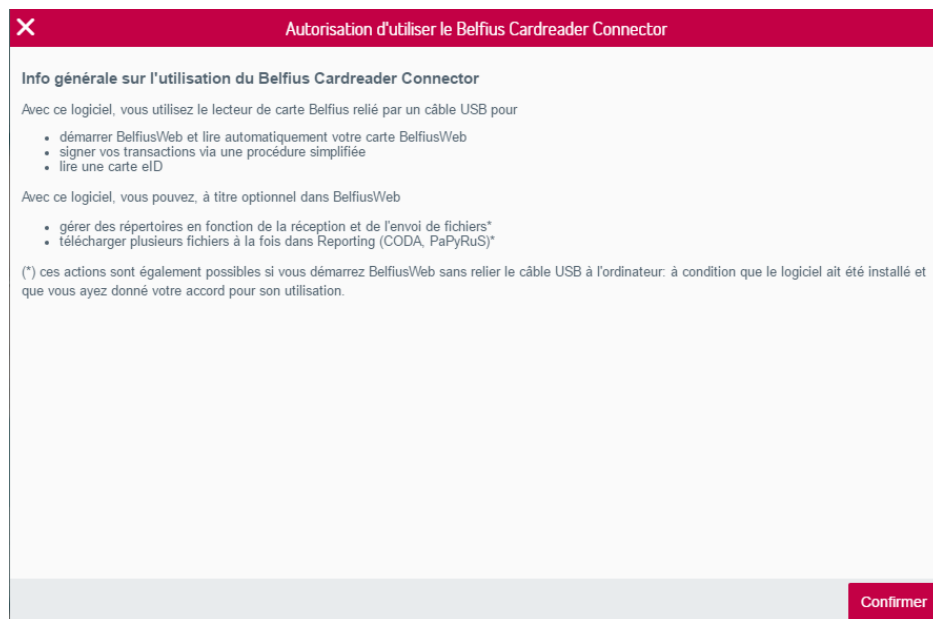 Autorisation d'utiliser le Belfius Cardreader Connector
Info générale sur l'utilisation du Belfius Cardreader Connector
Avec ce logiciel, vous utilisez le lecteur de carte Belfius relié par un câble USB pour
• démarrer BelfiusWeb et lire automatiquement votre carte BelfiusWeb
• signer vos transactions via une procédure simplifiée
• lire une carte eID
Avec ce logiciel, vous pouvez, à titre optionnel dans BelfiusWeb
• gérer des répertoires en fonction de la réception et de l'envoi de fichiers*
• télécharger plusieurs fichiers à la fois dans Reporting (CODA, PaPyRuS)*
(*) ces actions sont également possibles si vous démarrez BelfiusWeb sans relier le câble USB à l'ordinateur: à condition que le logiciel ait été installé et
que vous ayez donné votre accord pour son utilisation.
Confirmer